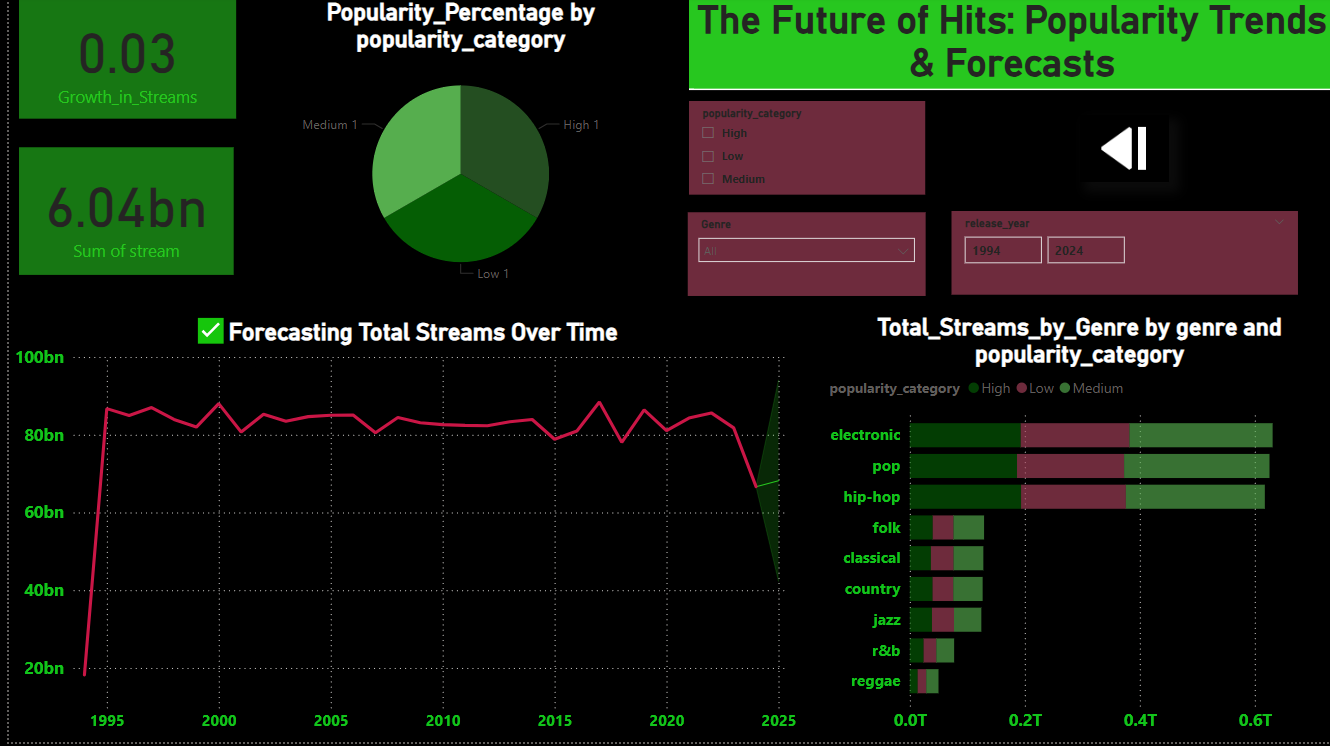 0.03
Growth_in_Streams
6.04bn
Sum of stream
Popularity_Percentage by
popularity_category
Medium 1
High 1
Low 1
The Future of Hits: Popularity Trends
& Forecasts
popularity_category
High
Low
Medium
Genre
All
release_year
1994
2024
Forecasting Total Streams Over Time
100bn
80bn
60bn
40bn
20bn
1995
2000
2005
2010
2015
2020
2025
Total_Streams_by_Genre by genre and
popularity_category
popularity_category High Low Medium
electronic
pop
hip-hop
folk
classical
country
jazz
r&b
reggae
0.0T
0.2T
0.4T
0.6T